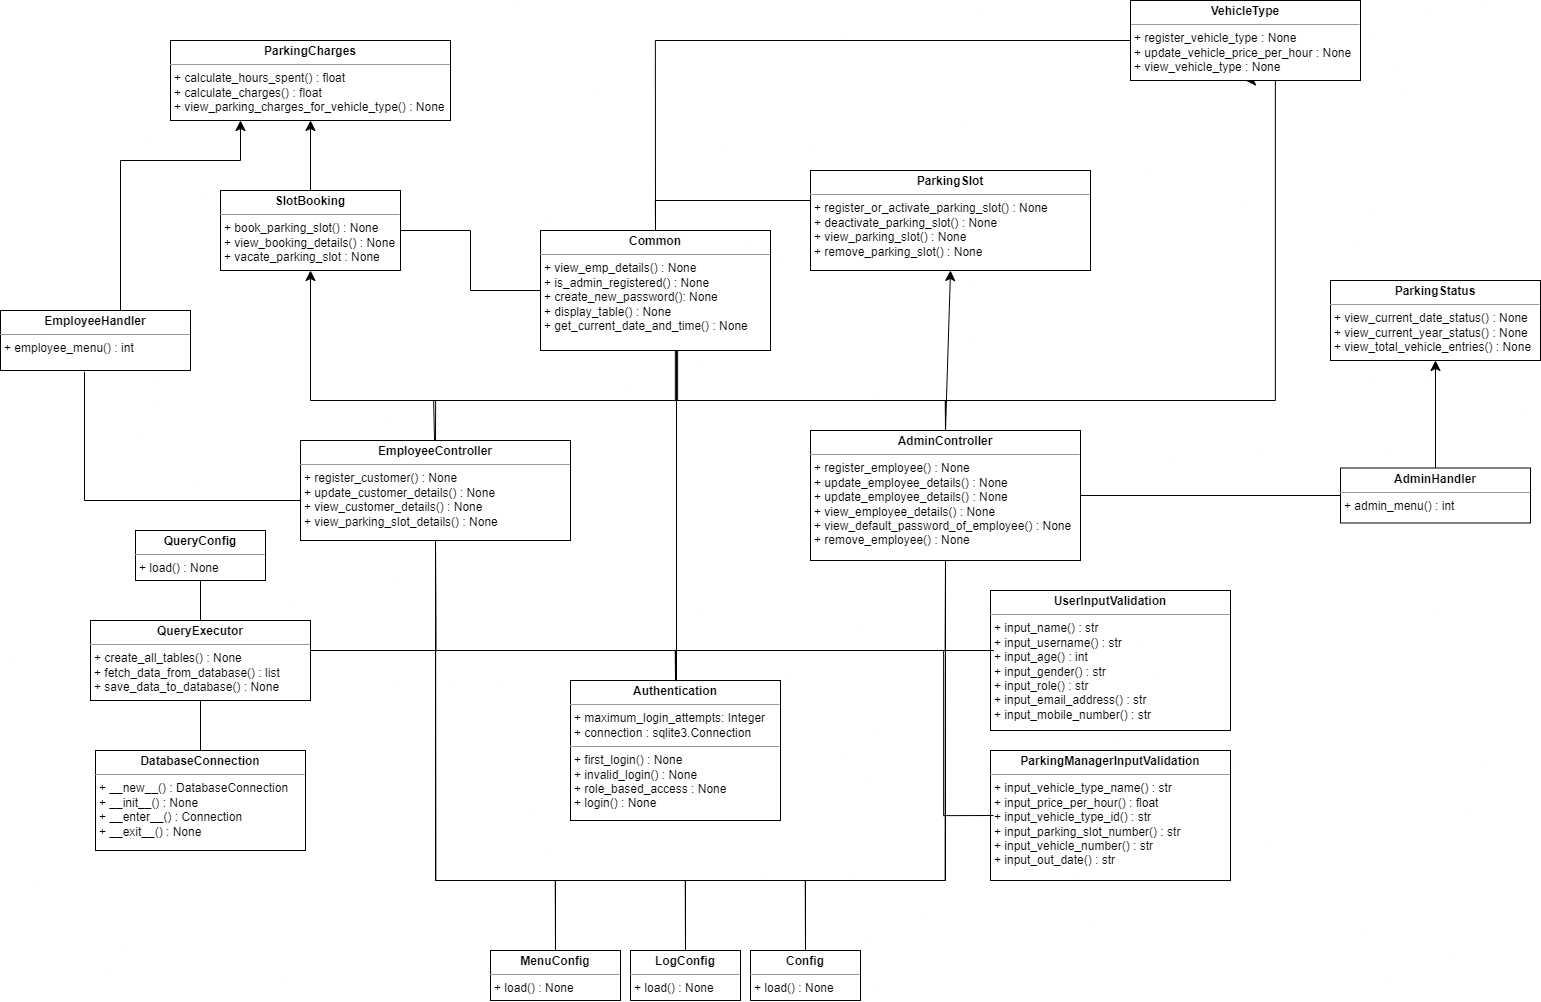 VehicleType
+ register_vehicle_type : None
+ update_vehicle_price_per_hour : None
+ view_vehicle_type : None
ParkingCharges
+ calculate_hours_spent() : float
+ calculate_charges() : float
+ view_parking_charges_for_vehicle_type() : None
ParkingSlot
+ register_or_activate_parking_slot() : None
+ deactivate_parking_slot() : None
+ view_parking_slot() : None
+ remove_parking_slot() : None
SlotBooking
+ book_parking_slot() : None
+ view_booking_details() : None
+ vacate_parking_slot : None
Common
+ view_emp_details() : None
+ is_admin_registered() : None
+ create_new_password(): None
+ display_table() : None
+ get_current_date_and_time() : None
ParkingStatus
+ view_current_date_status() : None
+ view_current_year_status() : None
+ view_total_vehicle_entries() : None
EmployeeHandler
+ employee_menu() : int
EmployeeController
+ register_customer() : None
+ update_customer_details() : None
+ view_customer_details() : None
+ view_parking_slot_details() : None
AdminController
+ register_employee() : None
+ update_employee_details() : None
+ update_employee_details() : None
+ view_employee_details() : None
+ view_default_password_of_employee() : None
+ remove_employee() : None
AdminHandler
+ admin_menu() : int
QueryConfig
+ load() : None
QueryExecutor
+ create_all_tables() : None
+ fetch_data_from_database() : list
+ save_data_to_database() : None
UserInputValidation
+ input_name() : str
+ input_username() : str
+ input_age() : int
+ input_gender() : str
+ input_role() : str
+ input_email_address() : str
+ input_mobile_number() : str
Authentication
+ maximum_login_attempts: Integer
+ connection : sqlite3.Connection
+ first_login() : None
+ invalid_login() : None
+ role_based_access : None
+ login() : None
DatabaseConnection
+ __new__() : DatabaseConnection
+ __init__() : None
+ __enter__() : Connection
+ __exit__() : None
ParkingManagerInputValidation
+ input_vehicle_type_name() : str
+ input_price_per_hour() : float
+ input_vehicle_type_id() : str
+ input_parking_slot_number() : str
+ input_vehicle_number() : str
+ input_out_date() : str
MenuConfig
+ load() : None
LogConfig
+ load() : None
Config
+ load() : None